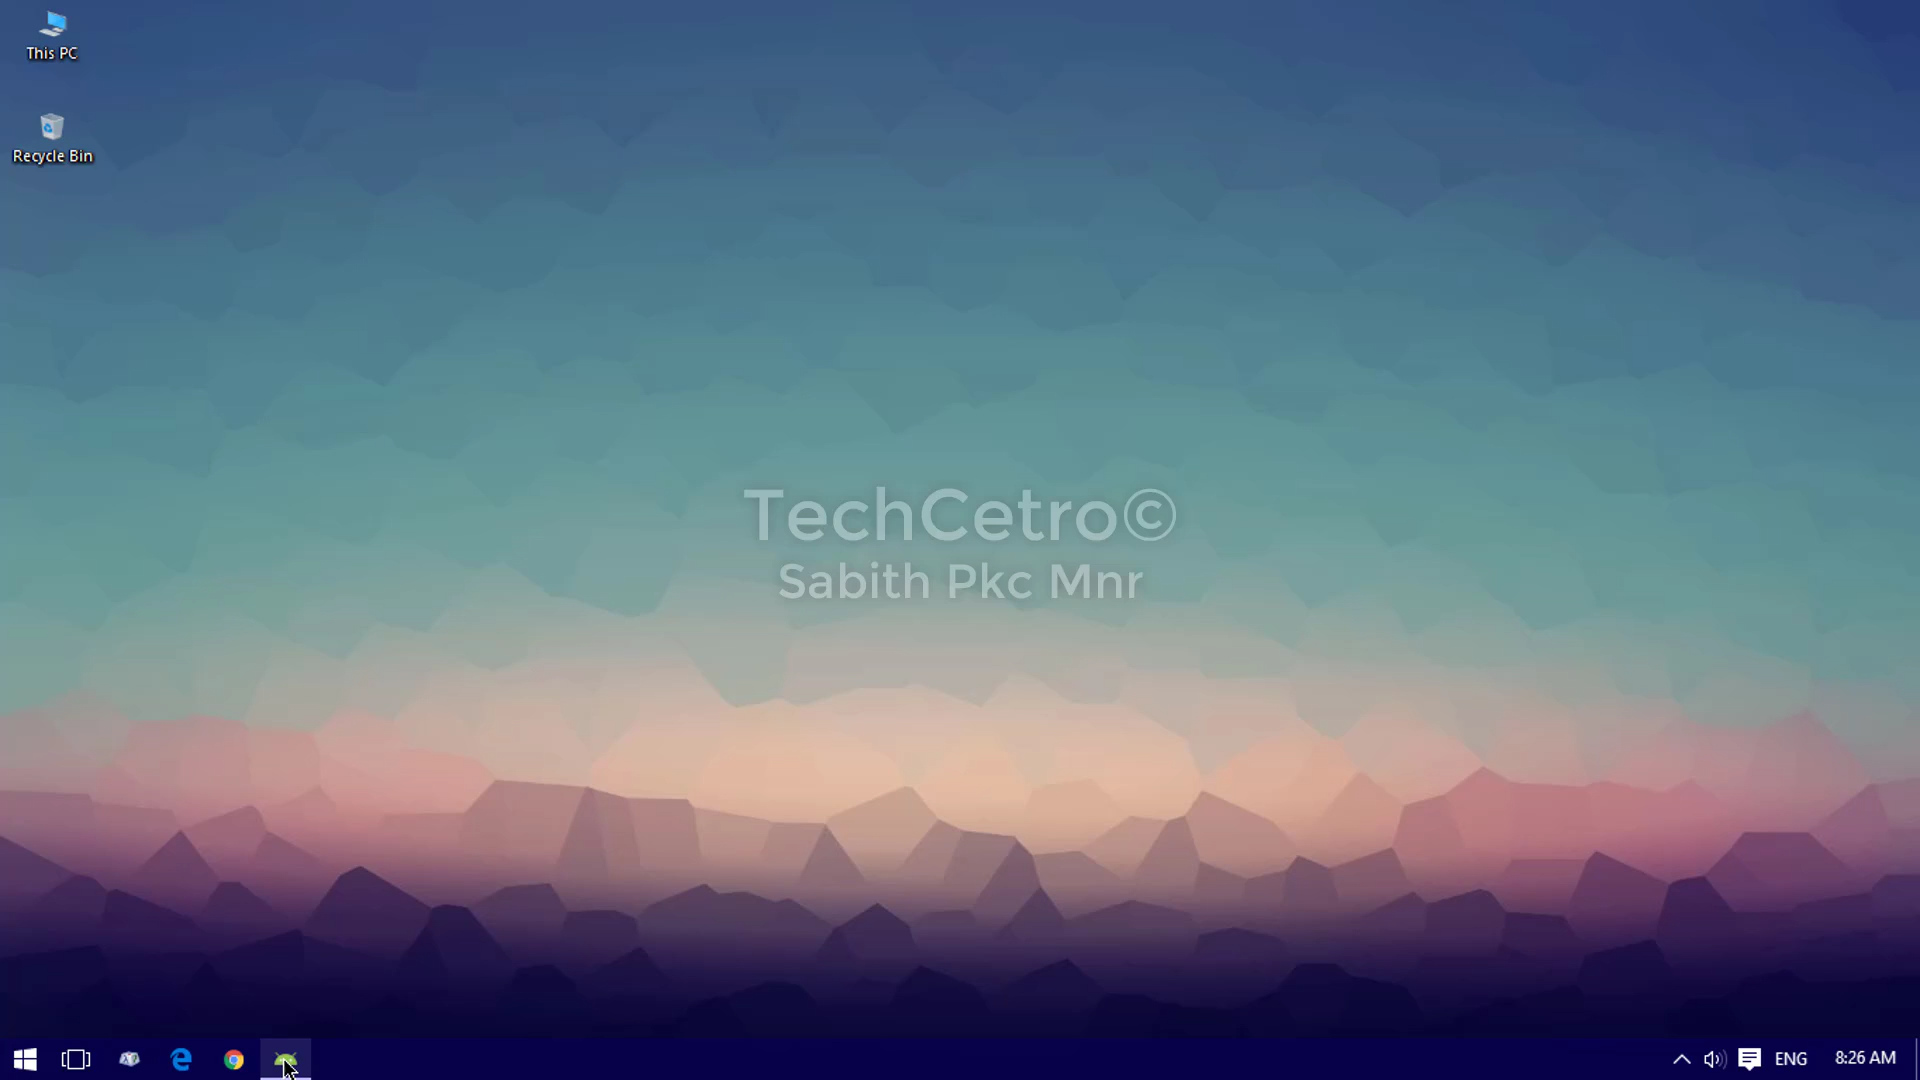 This PC
Recycle Bin
TechCetro©
Sabith Pkc Mnr
ENG
8:26 AM